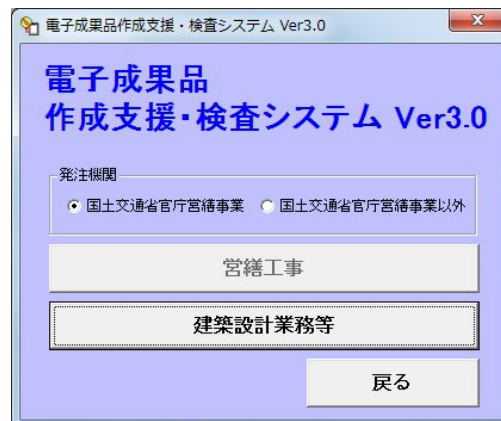 電子成果品作成支援・検査システム Ver3.0
電子成果品
作成支援・検査システム Ver3.0
発注機関
国土交通省官庁営繕事業 国土交通省官庁営繕事業以外
営繕工事
建築設計業務等
戻る